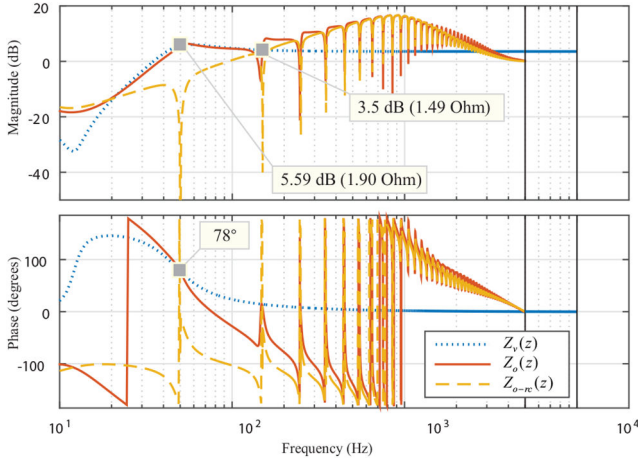 20
0
-20
-40
Magnitude (dB)
3.5 dB (1.49 Ohm)
5.59 dB (1.90 Ohm)
78°
100
0
-100
Phase (degrees)
Z_v(z)
Z_o(z)
Z_{o-rc}(z)
10^1
10^2
10^3
10^4
Frequency (Hz)